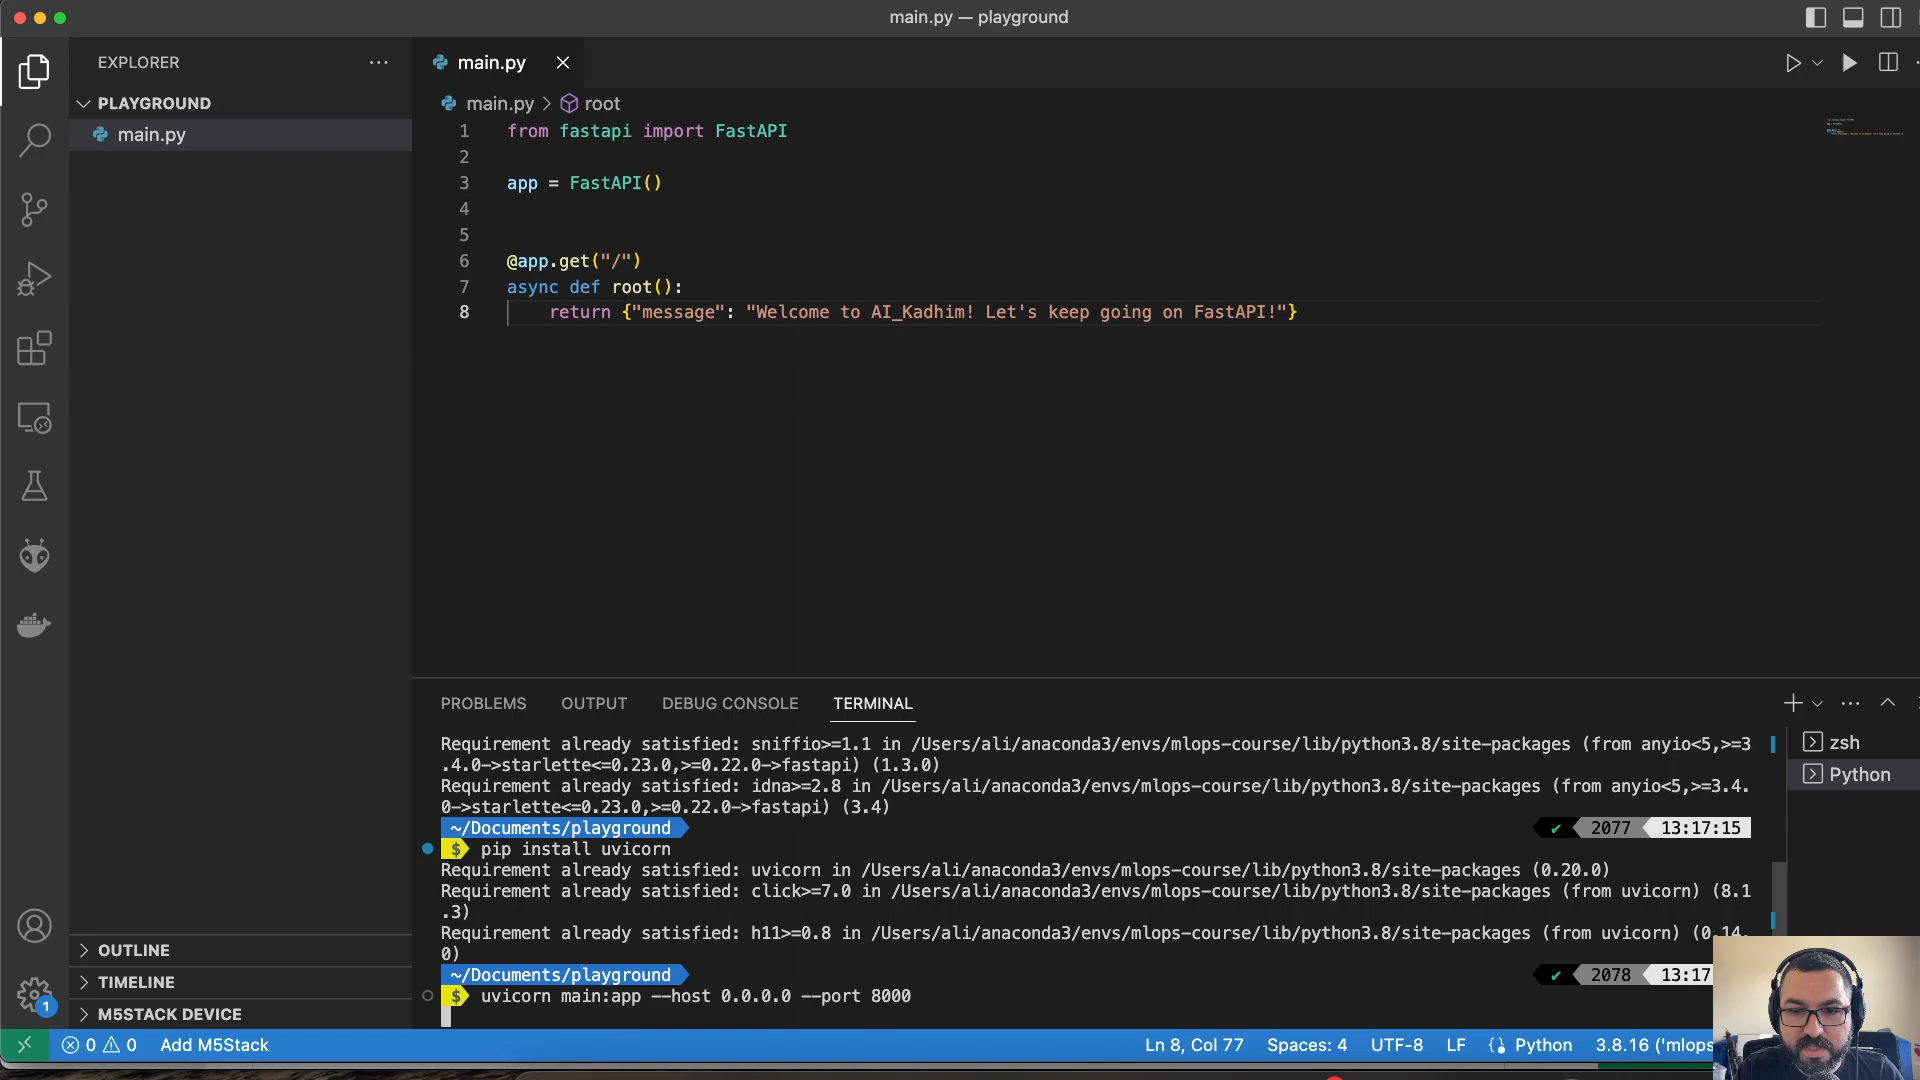 main.py — playground
EXPLORER
PLAYGROUND
main.py
OUTLINE
TIMELINE
M5STACK DEVICE
main.py
main.py > root
1 from fastapi import FastAPI
2
3 app = FastAPI()
4
5
6 @app.get("/")
7 async def root():
8 return {"message": "Welcome to AI_Kadhim! Let's keep going on FastAPI!"}
PROBLEMS OUTPUT DEBUG CONSOLE TERMINAL
Requirement already satisfied: sniffio>=1.1 in /Users/ali/anaconda3/envs/mlops-course/lib/python3.8/site-packages (from anyio<5,>=3
.4.0->starlette<=0.23.0,>=0.22.0->fastapi) (1.3.0)
Requirement already satisfied: idna>=2.8 in /Users/ali/anaconda3/envs/mlops-course/lib/python3.8/site-packages (from anyio<5,>=3.4.
0->starlette<=0.23.0,>=0.22.0->fastapi) (3.4)
~/Documents/playground ✔ 2077 13:17:15
$ pip install uvicorn
Requirement already satisfied: uvicorn in /Users/ali/anaconda3/envs/mlops-course/lib/python3.8/site-packages (0.20.0)
Requirement already satisfied: click>=7.0 in /Users/ali/anaconda3/envs/mlops-course/lib/python3.8/site-packages (from uvicorn) (8.1
.3)
Requirement already satisfied: h11>=0.8 in /Users/ali/anaconda3/envs/mlops-course/lib/python3.8/site-packages (from uvicorn) (0.14.
0)
~/Documents/playground ✔ 2078 13:17
$ uvicorn main:app --host 0.0.0.0 --port 8000
zsh
Python
1
0 0 Add M5Stack Ln 8, Col 77 Spaces: 4 UTF-8 LF Python 3.8.16 ('mlops